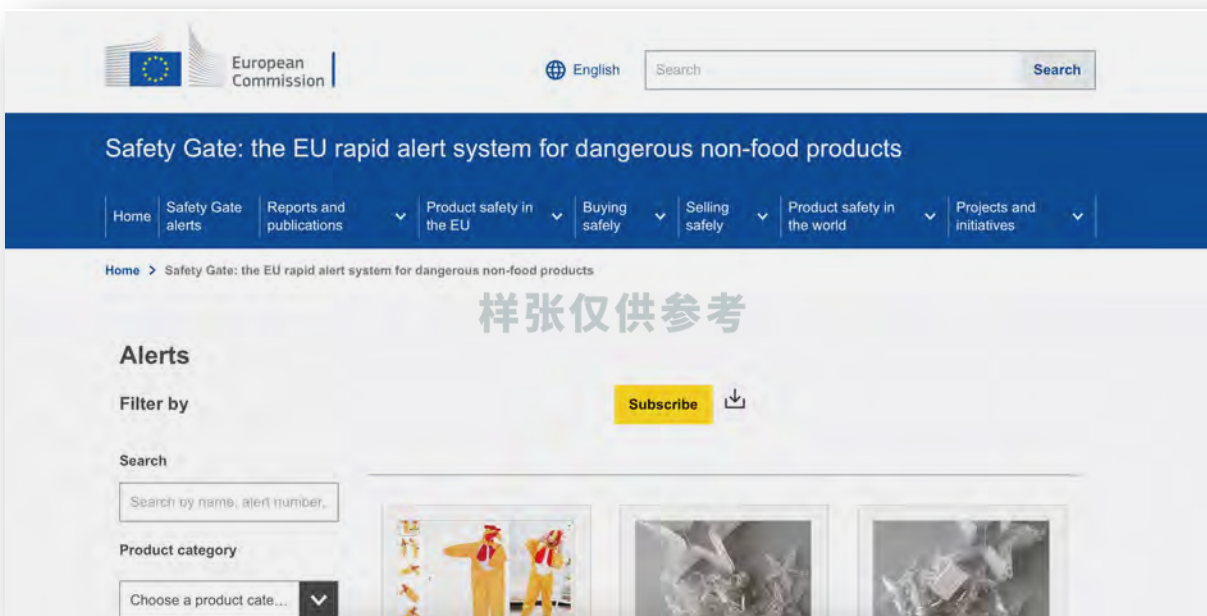 European
Commission
English
Search
Search
Safety Gate: the EU rapid alert system for dangerous non-food products
Home
Safety Gate
alerts
Reports and
publications
Product safety in
the EU
Buying
safely
Selling
safely
Product safety in
the world
Projects and
initiatives
Home > Safety Gate: the EU rapid alert system for dangerous non-food products
样张仅供参考
Alerts
Filter by
Subscribe
Search
Search by name, alert number,
Product category
Choose a product cate...